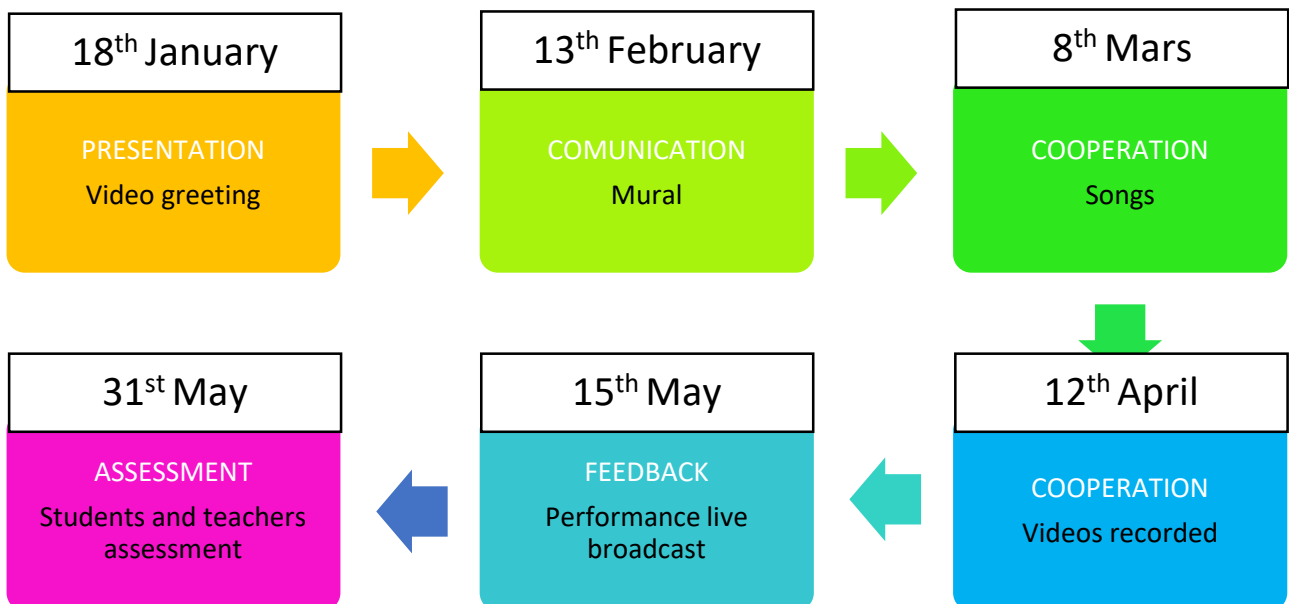 18th January
PRESENTATION
Video greeting
13th February
COMUNICATION
Mural
8th Mars
COOPERATION
Songs
12th April
COOPERATION
Videos recorded
15th May
FEEDBACK
Performance live
broadcast
31st May
ASSESSMENT
Students and teachers
assessment